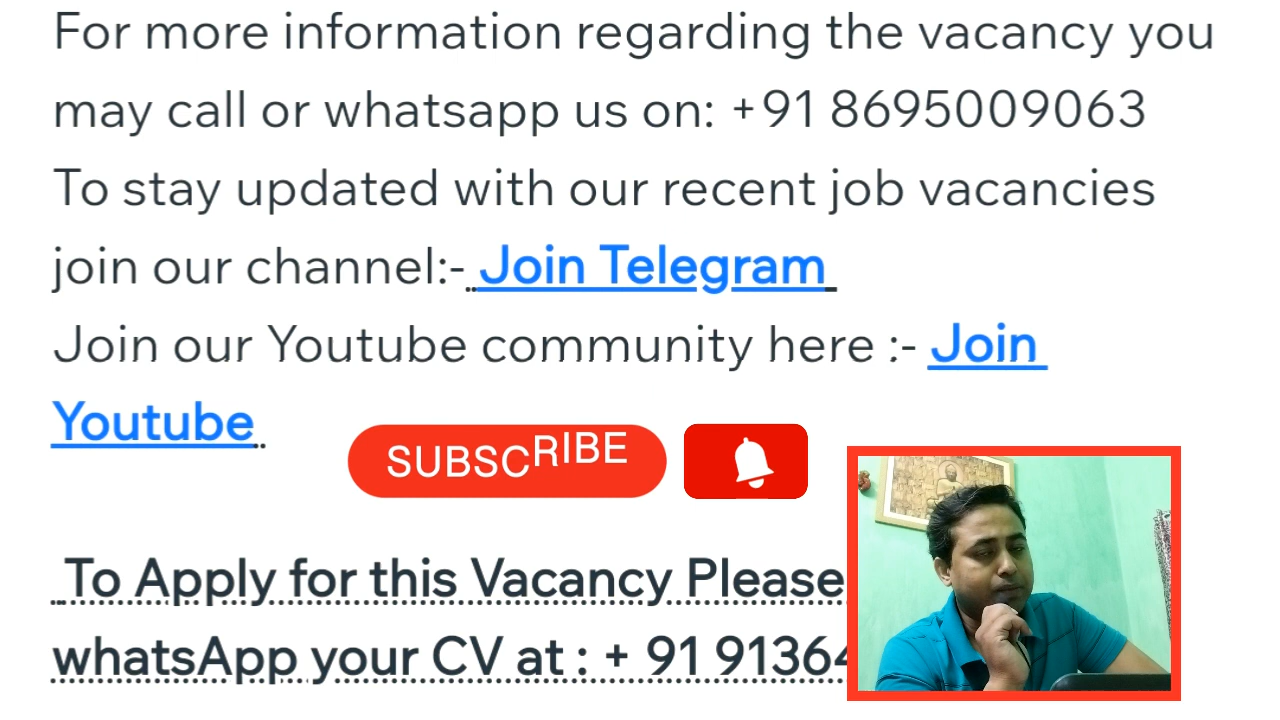 For more information regarding the vacancy you
may call or whatsapp us on: +91 8695009063
To stay updated with our recent job vacancies
join our channel:- Join Telegram
Join our Youtube community here :- Join
Youtube
SUBSCRIBE
To Apply for this Vacancy Please
whatsApp your CV at : + 91 9136